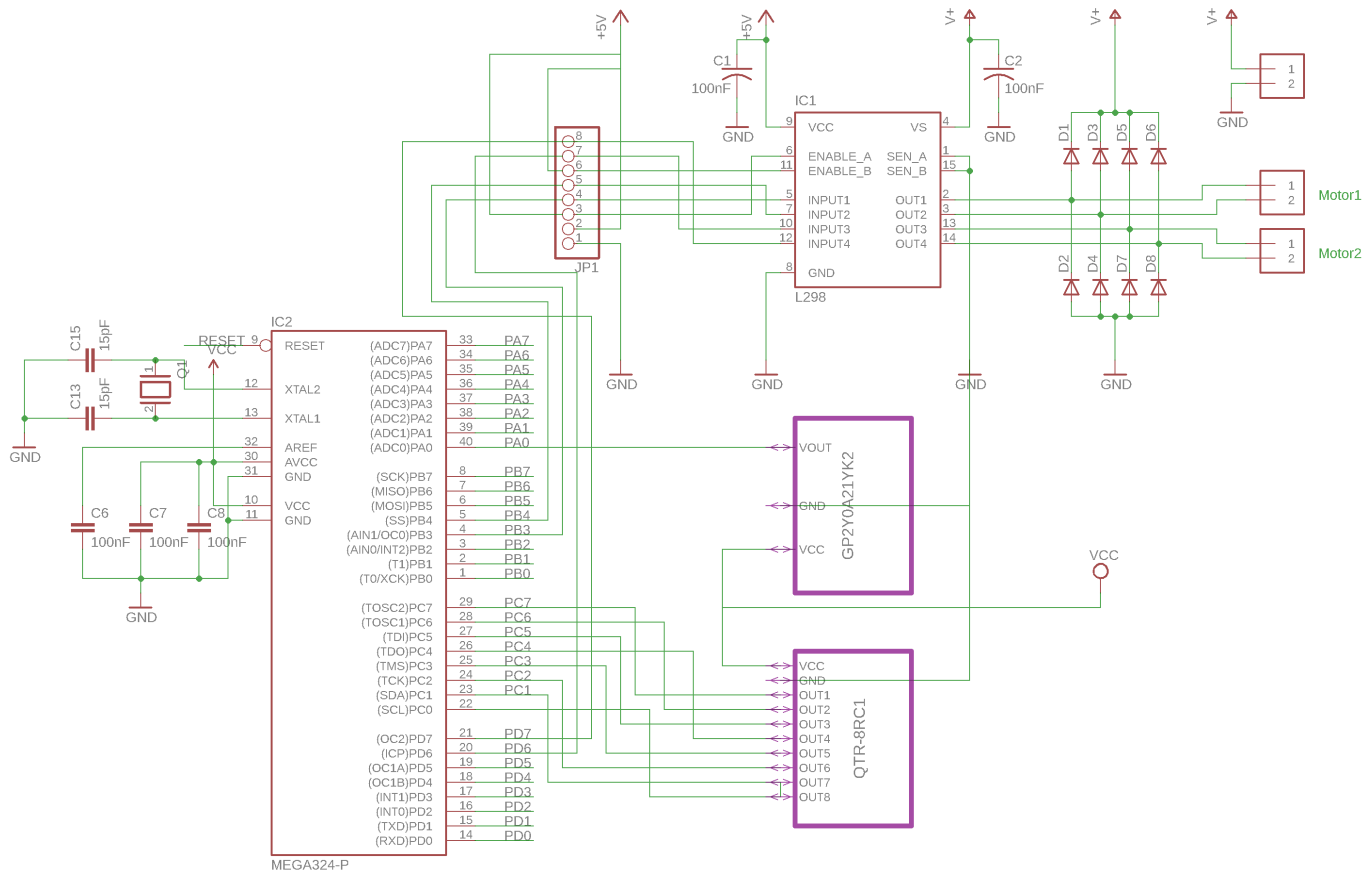 +5V
+5V
V+
V+
V+
C1
100nF
GND
C2
100nF
GND
1
2
GND
IC1
9 VCC VS 4
6 ENABLE_A SEN_A 1
11 ENABLE_B SEN_B 15
5 INPUT1 OUT1 2
7 INPUT2 OUT2 3
10 INPUT3 OUT3 13
12 INPUT4 OUT4 14
8 GND
L298
8
7
6
5
4
3
2
1
JP1
D1
D3
D5
D6
D2
D4
D7
D8
1
2
Motor1
1
2
Motor2
GND
GND
GND
GND
IC2
RESET 9 RESET
VCC
C15
15pF
C13
15pF
Q1
1
2
GND
12 XTAL2
13 XTAL1
32 AREF
30 AVCC
31 GND
10 VCC
11 GND
C6
100nF
C7
100nF
C8
100nF
GND
(ADC7)PA7 33 PA7
(ADC6)PA6 34 PA6
(ADC5)PA5 35 PA5
(ADC4)PA4 36 PA4
(ADC3)PA3 37 PA3
(ADC2)PA2 38 PA2
(ADC1)PA1 39 PA1
(ADC0)PA0 40 PA0
(SCK)PB7 8 PB7
(MISO)PB6 7 PB6
(MOSI)PB5 6 PB5
(SS)PB4 5 PB4
(AIN1/OC0)PB3 4 PB3
(AIN0/INT2)PB2 3 PB2
(T1)PB1 2 PB1
(T0/XCK)PB0 1 PB0
(TOSC2)PC7 29 PC7
(TOSC1)PC6 28 PC6
(TDI)PC5 27 PC5
(TDO)PC4 26 PC4
(TMS)PC3 25 PC3
(TCK)PC2 24 PC2
(SDA)PC1 23 PC1
(SCL)PC0 22
(OC2)PD7 21 PD7
(ICP)PD6 20 PD6
(OC1A)PD5 19 PD5
(OC1B)PD4 18 PD4
(INT1)PD3 17 PD3
(INT0)PD2 16 PD2
(TXD)PD1 15 PD1
(RXD)PD0 14 PD0
MEGA324-P
VOUT
GND
VCC
GP2Y0A21YK2
VCC
VCC
GND
OUT1
OUT2
OUT3
OUT4
OUT5
OUT6
OUT7
OUT8
QTR-8RC1